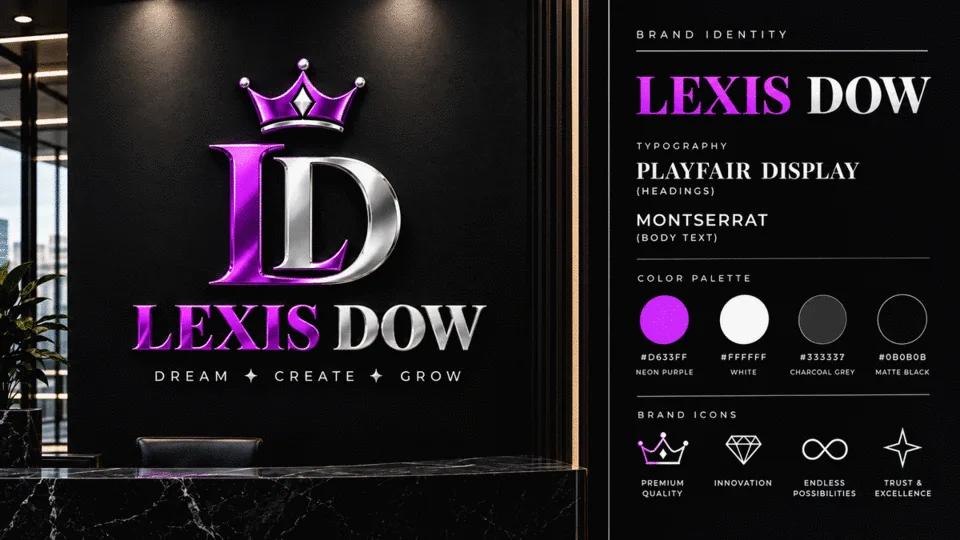 LD
LEXIS DOW
DREAM ✦ CREATE ✦ GROW
BRAND IDENTITY
LEXIS DOW
TYPOGRAPHY
PLAYFAIR DISPLAY
(HEADINGS)
MONTSERRAT
(BODY TEXT)
COLOR PALETTE
#D633FF
NEON PURPLE
#FFFFFF
WHITE
#333337
CHARCOAL GREY
#0B0B0B
MATTE BLACK
BRAND ICONS
PREMIUM
QUALITY
INNOVATION
ENDLESS
POSSIBILITIES
TRUST &
EXCELLENCE